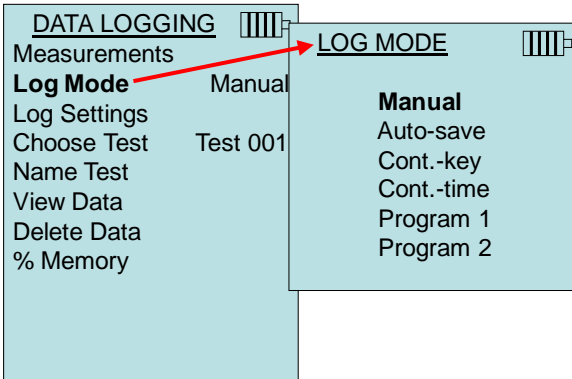 DATA LOGGING
Measurements
Log Mode Manual
Log Settings
Choose Test Test 001
Name Test
View Data
Delete Data
% Memory
LOG MODE
Manual
Auto-save
Cont.-key
Cont.-time
Program 1
Program 2